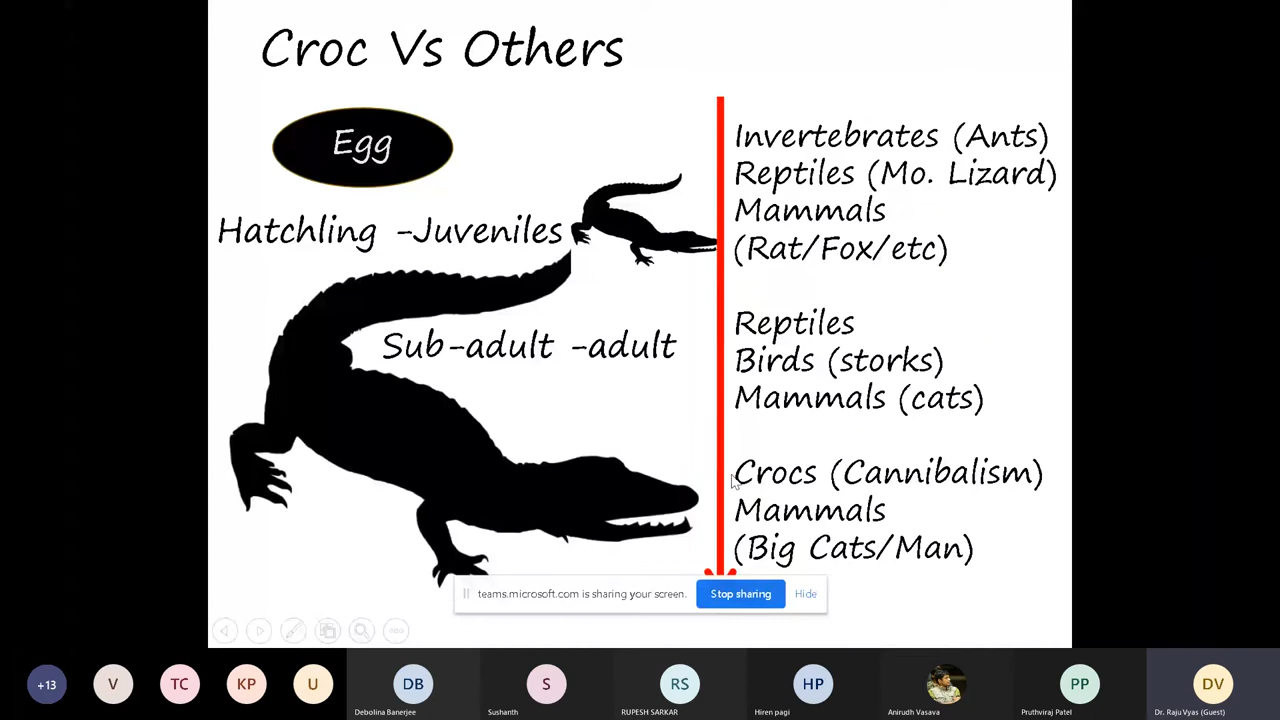 Croc Vs Others
Egg
Hatchling -Juveniles
Sub-adult -adult
Invertebrates (Ants)
Reptiles (Mo. Lizard)
Mammals
(Rat/Fox/etc)
Reptiles
Birds (storks)
Mammals (cats)
Crocs (Cannibalism)
Mammals
(Big Cats/Man)
teams.microsoft.com is sharing your screen.
Stop sharing
Hide
+13
V
TC
KP
U
DB
S
RS
HP
PP
DV
Debolina Banerjee
Sushanth
RUPESH SARKAR
Hiren pagi
Anirudh Vasava
Pruthviraj Patel
Dr. Raju Vyas (Guest)